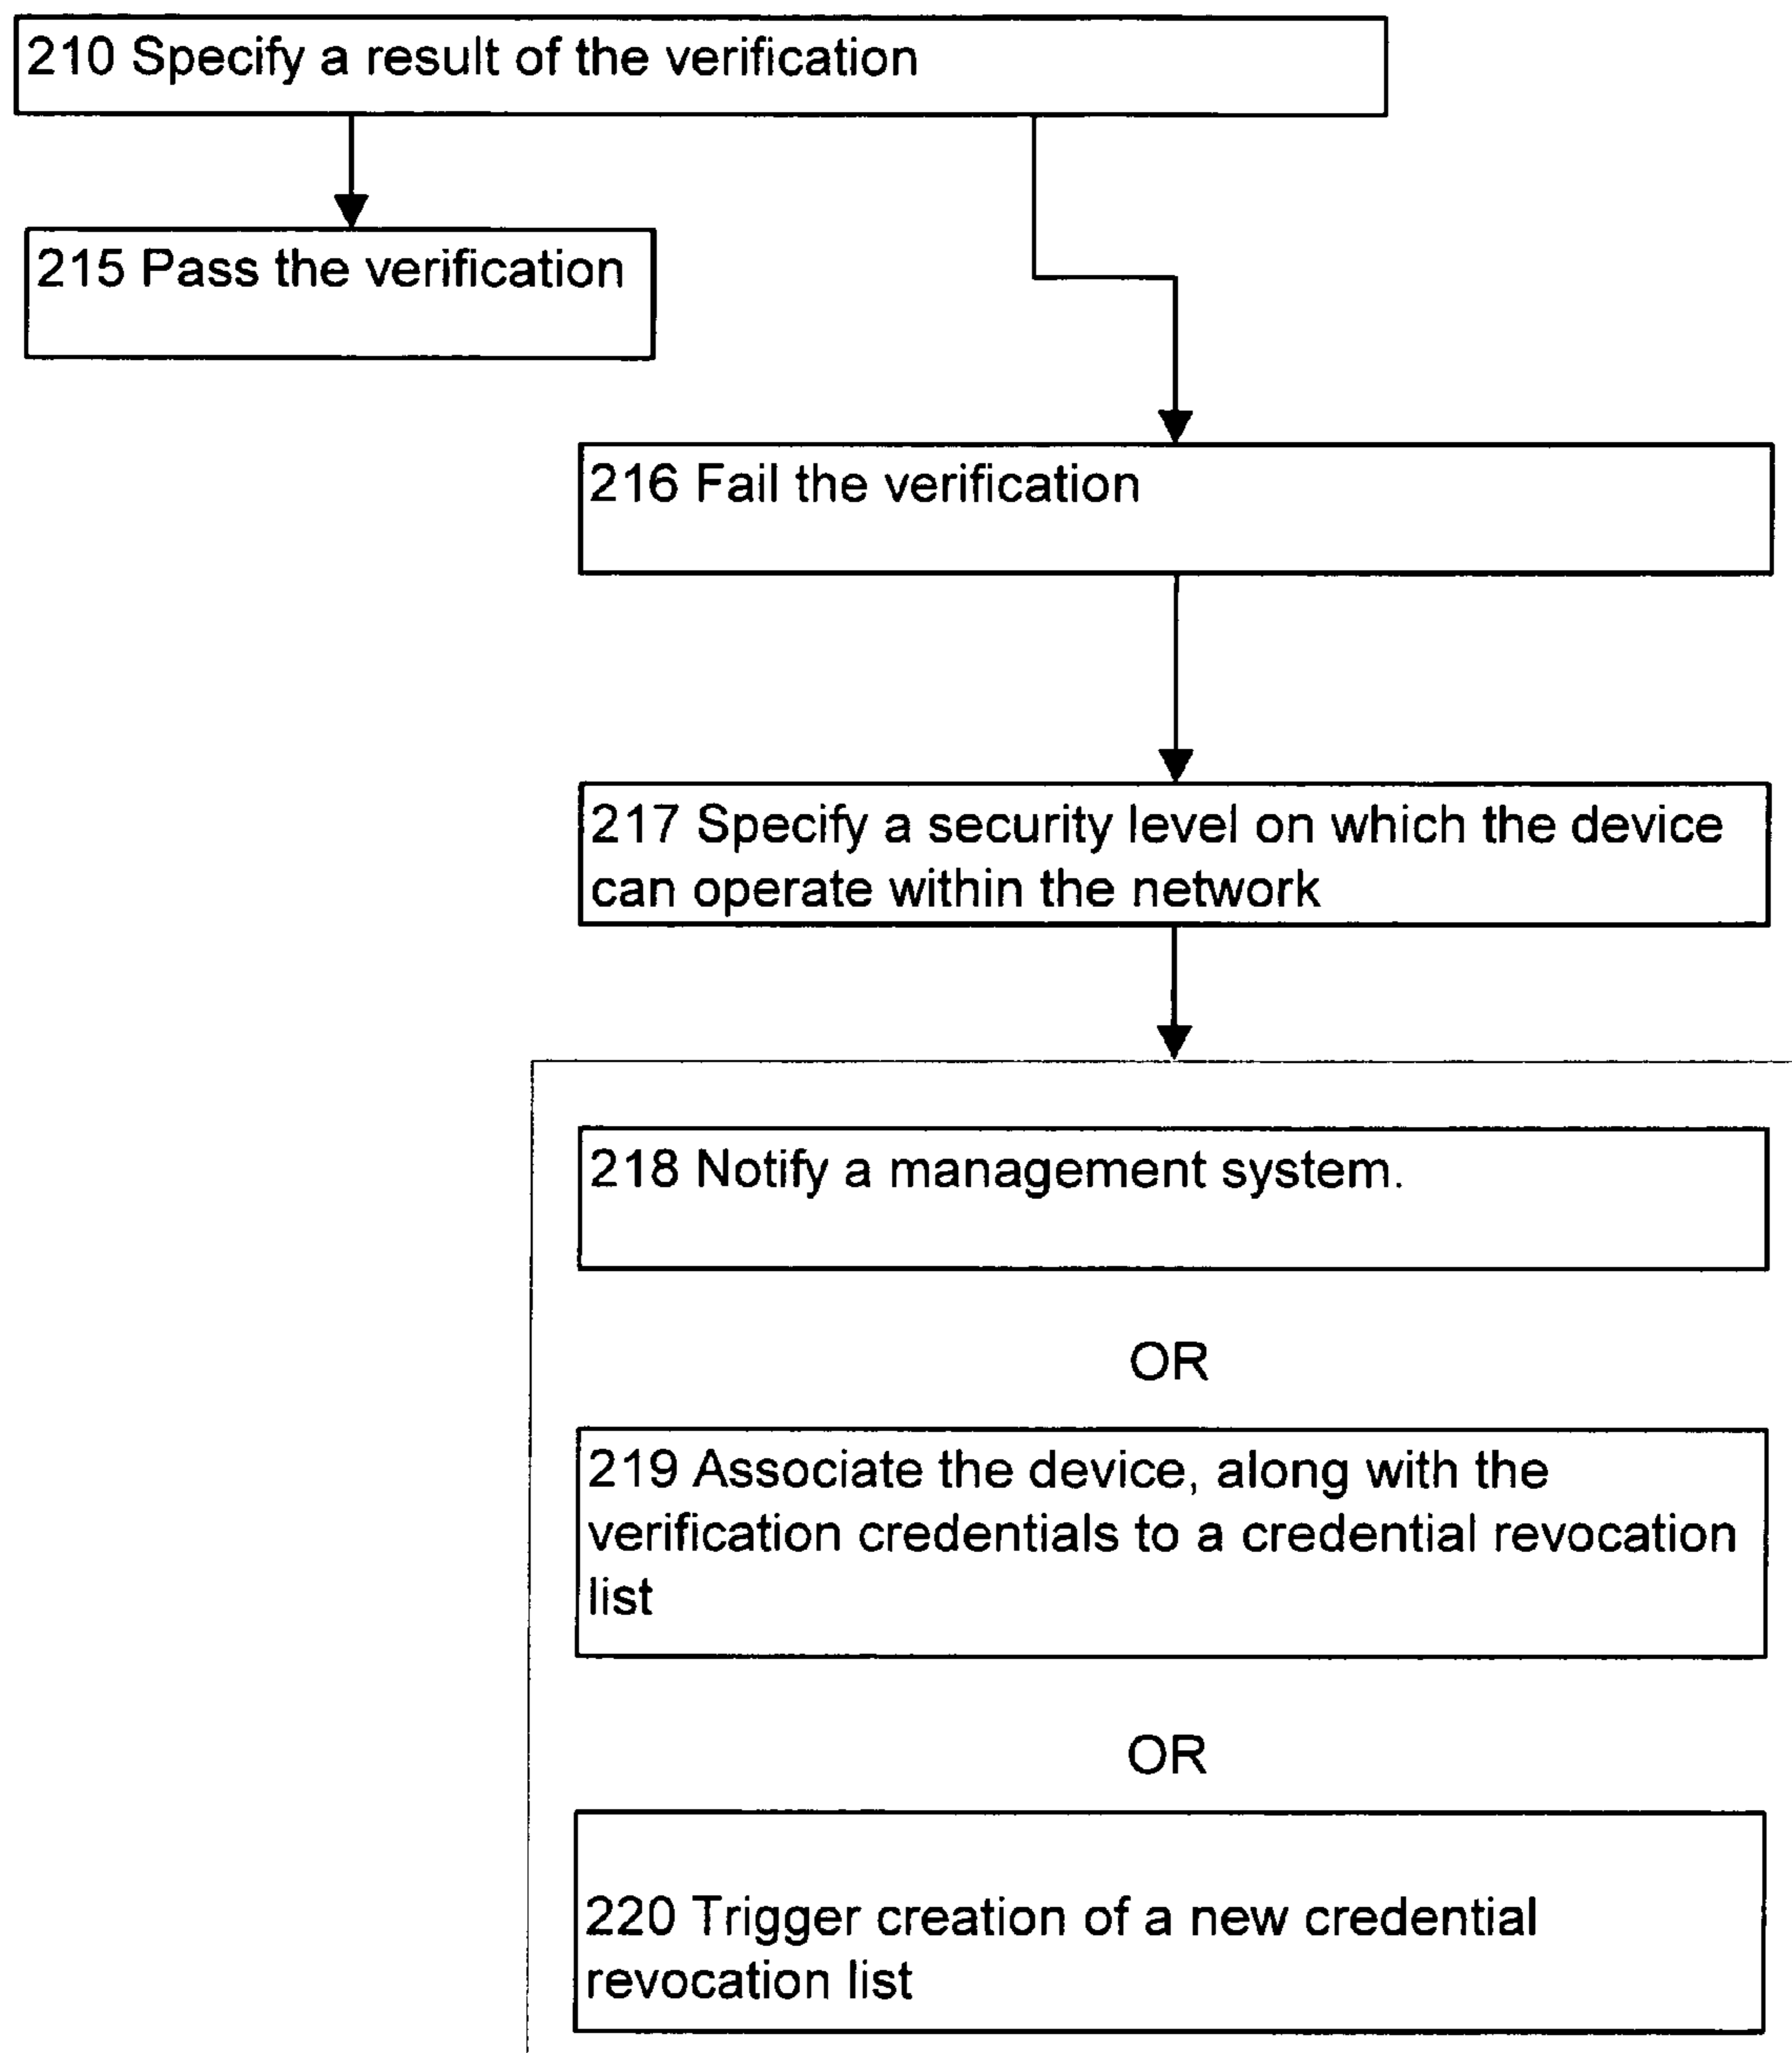 210 Specify a result of the verification
215 Pass the verification
216 Fail the verification
217 Specify a security level on which the device
can operate within the network
218 Notify a management system.
OR
219 Associate the device, along with the
verification credentials to a credential revocation
list
OR
220 Trigger creation of a new credential
revocation list